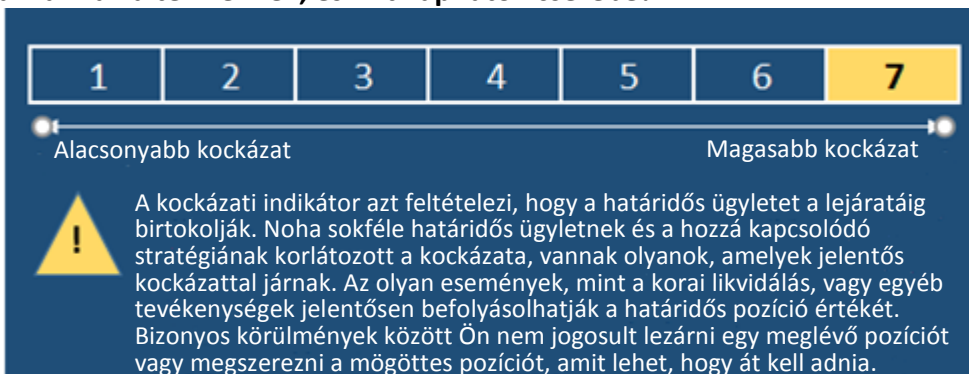 1 2 3 4 5 6 7
Alacsonyabb kockázat Magasabb kockázat
A kockázati indikátor azt feltételezi, hogy a határidős ügyletet a lejáratáig
! birtokolják. Noha sokféle határidős ügyletnek és a hozzá kapcsolódó
stratégiának korlátozott a kockázata, vannak olyanok, amelyek jelentős
kockázattal járnak. Az olyan események, mint a korai likvidálás, vagy egyéb
tevékenységek jelentősen befolyásolhatják a határidős pozíció értékét.
Bizonyos körülmények között Ön nem jogosult lezárni egy meglévő pozíciót
vagy megszerezni a mögöttes pozíciót, amit lehet, hogy át kell adnia.